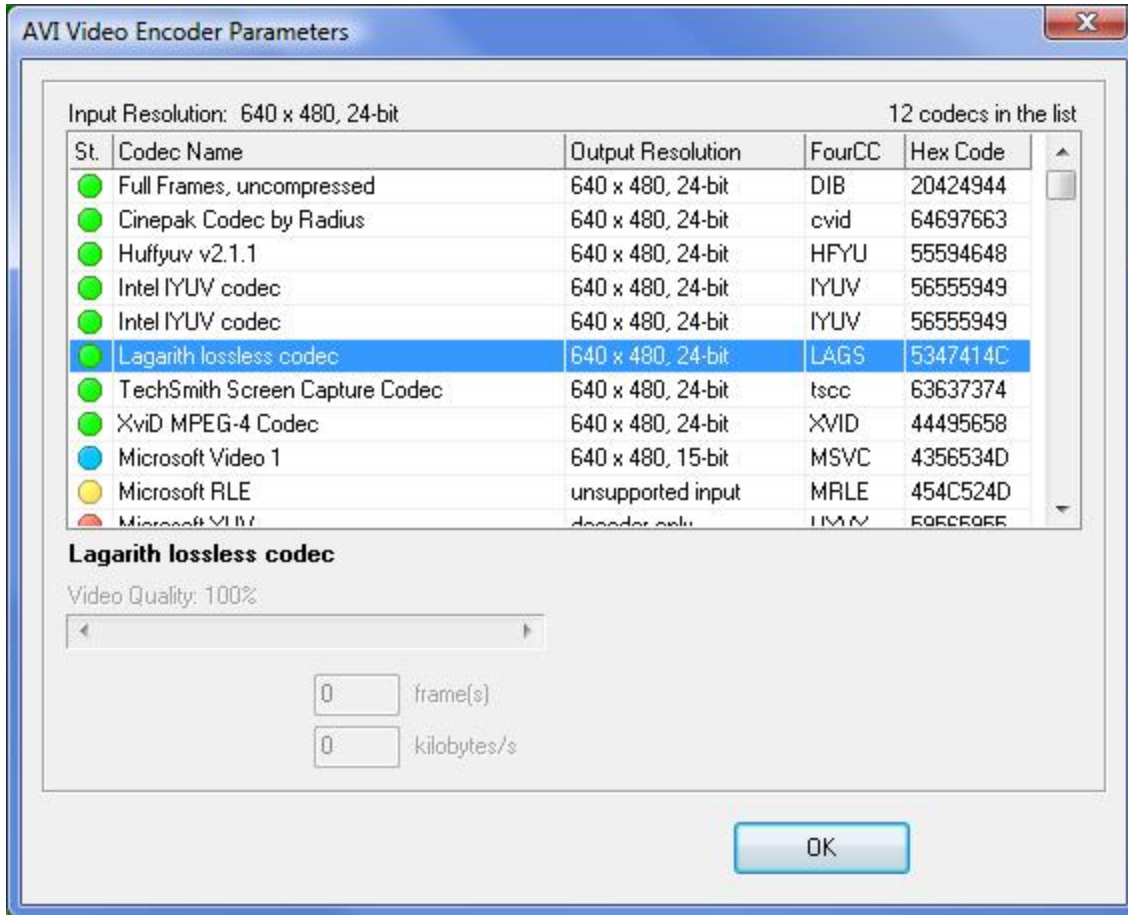 AVI Video Encoder Parameters
Input Resolution: 640 x 480, 24-bit 12 codecs in the list
St. Codec Name Output Resolution FourCC Hex Code
Full Frames, uncompressed 640 x 480, 24-bit DIB 20424944
Cinepak Codec by Radius 640 x 480, 24-bit cvid 64697663
Huffyuv v2.1.1 640 x 480, 24-bit HFYU 55594648
Intel IYUV codec 640 x 480, 24-bit IYUV 56555949
Intel IYUV codec 640 x 480, 24-bit IYUV 56555949
Lagarith lossless codec 640 x 480, 24-bit LAGS 5347414C
TechSmith Screen Capture Codec 640 x 480, 24-bit tscc 63637374
XviD MPEG-4 Codec 640 x 480, 24-bit XVID 44495658
Microsoft Video 1 640 x 480, 15-bit MSVC 4356534D
Microsoft RLE unsupported input MRLE 454C524D
Microsoft YUV decoder only UYVY 59565955
Lagarith lossless codec
Video Quality: 100%
0 frame(s)
0 kilobytes/s
OK